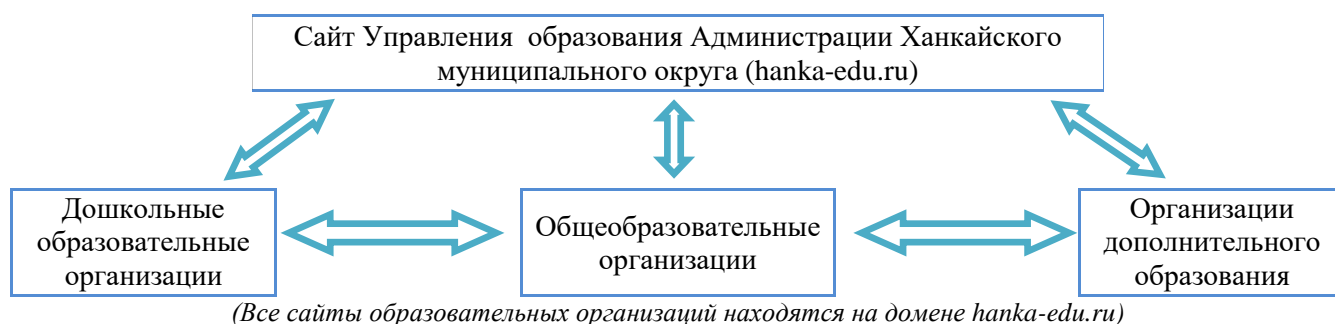 Сайт Управления образования Администрации Ханкайского
муниципального округа (hanka-edu.ru)
Дошкольные
образовательные
организации
Общеобразовательные
организации
Организации
дополнительного
образования
(Все сайты образовательных организаций находятся на домене hanka-edu.ru)